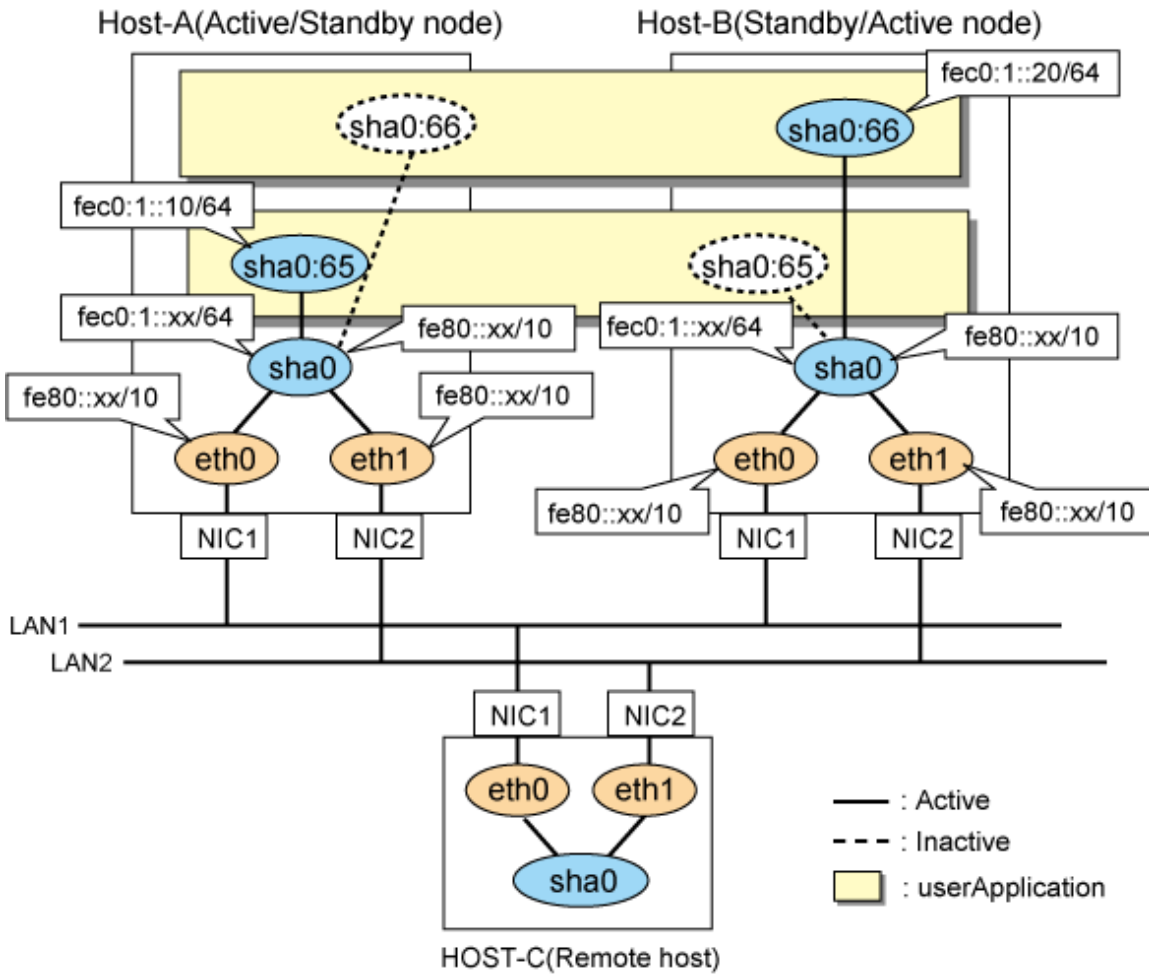 Host-A(Active/Standby node)
Host-B(Standby/Active node)
fec0:1::20/64
sha0:66
sha0:66
fec0:1::10/64
sha0:65
sha0:65
fec0:1::xx/64
fe80::xx/10
fec0:1::xx/64
fe80::xx/10
sha0
sha0
fe80::xx/10
fe80::xx/10
eth0
eth1
eth0
eth1
fe80::xx/10
fe80::xx/10
NIC1
NIC2
NIC1
NIC2
LAN1
LAN2
NIC1
NIC2
eth0
eth1
sha0
: Active
: Inactive
: userApplication
HOST-C(Remote host)